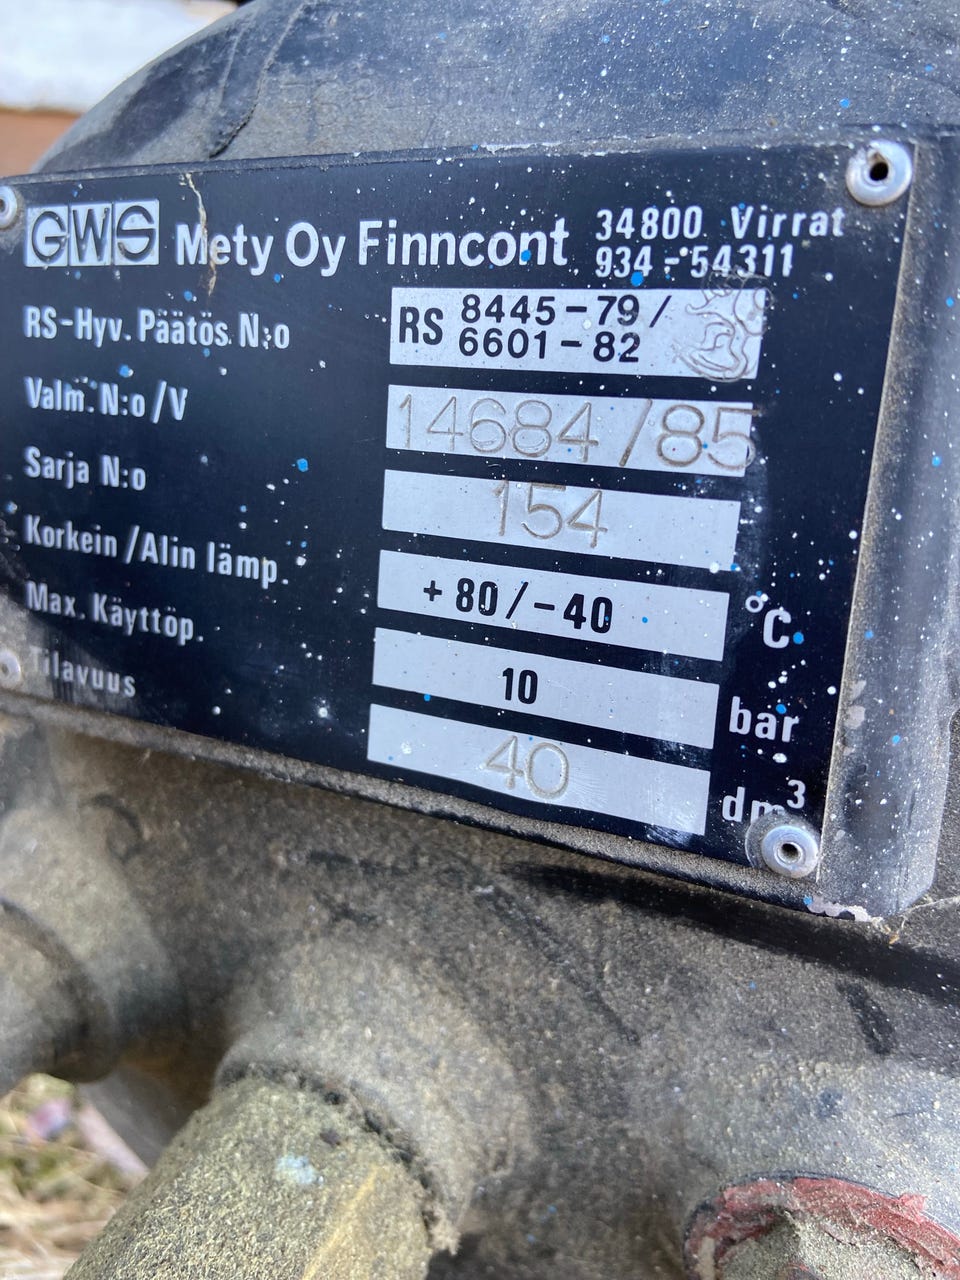 GWS Mety Oy Finncont 34800 Virrat
934-54311
RS-Hyv. Päätös N:o RS 8445-79/
6601-82
Valm. N:o/V 14684/85
Sarja N:o 154
Korkein/Alin lämp. +80/-40 °C
Max. Käyttöp. 10 bar
Tilavuus 40 dm³